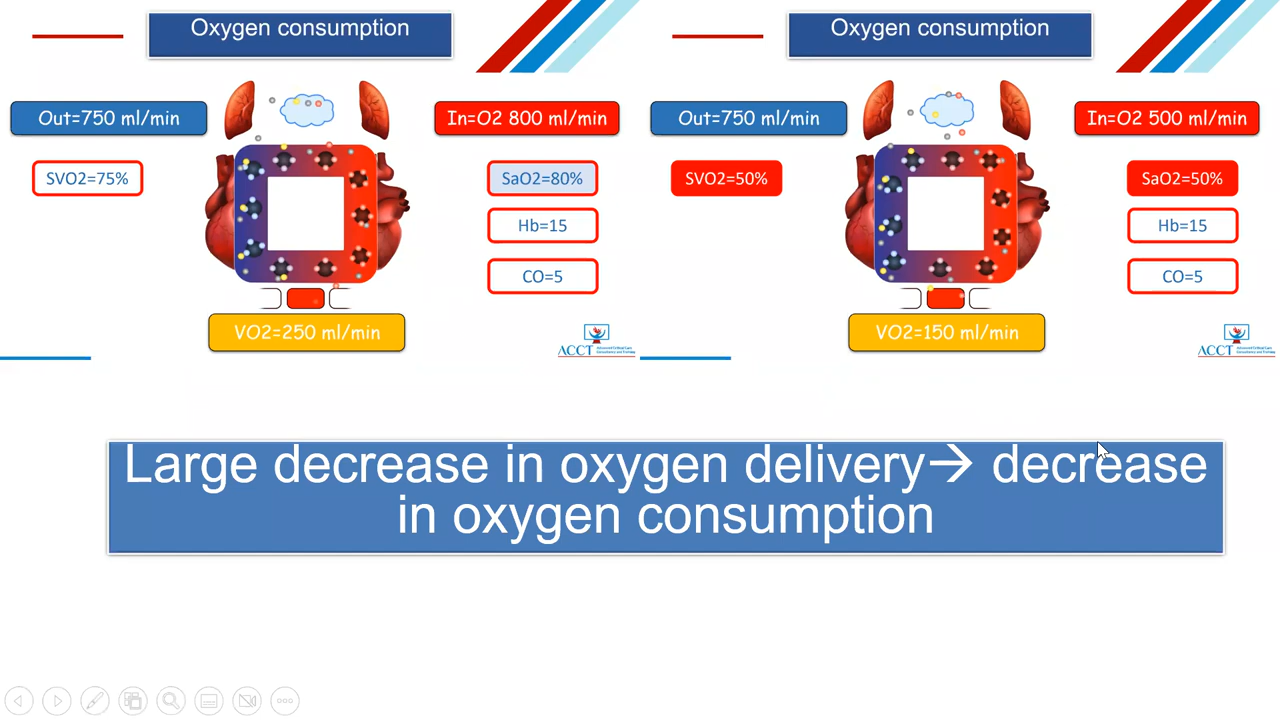 Oxygen consumption
Out=750 ml/min
In=O2 800 ml/min
SVO2=75%
SaO2=80%
Hb=15
CO=5
VO2=250 ml/min
ACCT
Oxygen consumption
Out=750 ml/min
In=O2 500 ml/min
SVO2=50%
SaO2=50%
Hb=15
CO=5
VO2=150 ml/min
ACCT
Large decrease in oxygen delivery→ decrease
in oxygen consumption